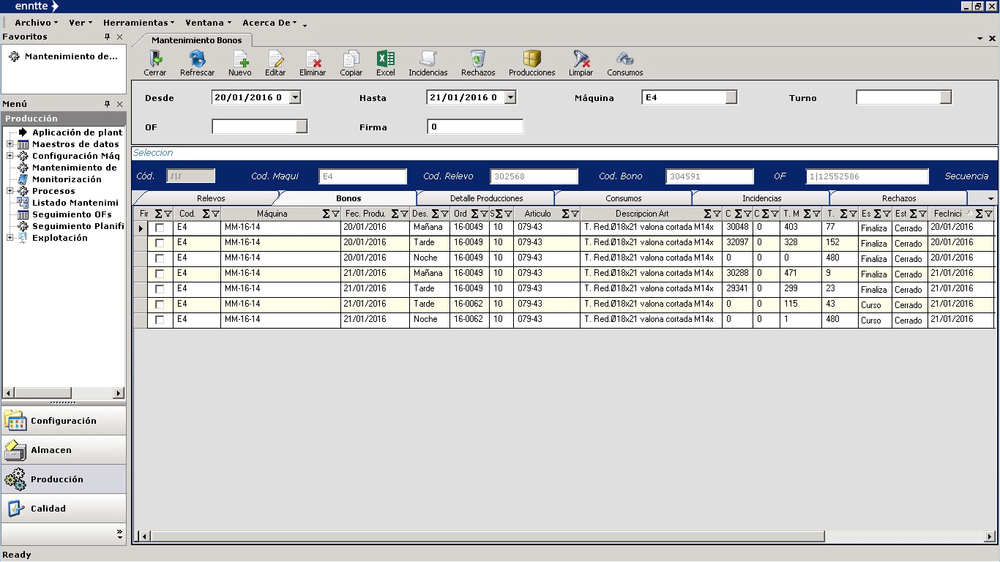 enntte
Archivo Ver Herramientas Ventana Acerca De
Favoritos
Mantenimiento de...
Menú
Producción
Aplicación de plant
Maestros de datos
Configuración Máq
Mantenimiento de
Monitorización
Procesos
Listado Mantenimi
Seguimiento OFs
Seguimiento Planifi
Explotación
Configuración
Almacen
Producción
Calidad
Ready
Mantenimiento Bonos
Cerrar Refrescar Nuevo Editar Eliminar Copiar Excel Incidencias Rechazos Producciones Limpiar Consumos
Desde 20/01/2016 0 Hasta 21/01/2016 0 Máquina E4 Turno
OF Firma 0
Seleccion
Cód. 1|1 Cod. Maqui E4 Cod. Relevo 302568 Cod. Bono 304591 OF 1|12552586 Secuencia
Relevos Bonos Detalle Producciones Consumos Incidencias Rechazos
Fir Cod. Máquina Fec. Produ. Des. Ord S Articulo Descripcion Art C C T. M T. Es Est FecInici
E4 MM-16-14 20/01/2016 Mañana 16-0049 10 079-43 T. Red.Ø18x21 valona cortada M14x 30048 0 403 77 Finaliza Cerrado 20/01/2016
E4 MM-16-14 20/01/2016 Tarde 16-0049 10 079-43 T. Red.Ø18x21 valona cortada M14x 32097 0 328 152 Finaliza Cerrado 20/01/2016
E4 MM-16-14 20/01/2016 Noche 16-0049 10 079-43 T. Red.Ø18x21 valona cortada M14x 0 0 0 480 Finaliza Cerrado 20/01/2016
E4 MM-16-14 21/01/2016 Mañana 16-0049 10 079-43 T. Red.Ø18x21 valona cortada M14x 30288 0 471 9 Finaliza Cerrado 21/01/2016
E4 MM-16-14 21/01/2016 Tarde 16-0049 10 079-43 T. Red.Ø18x21 valona cortada M14x 29341 0 299 23 Finaliza Cerrado 21/01/2016
E4 MM-16-14 21/01/2016 Tarde 16-0062 10 079-43 T. Red.Ø18x21 valona cortada M14x 0 0 115 43 Curso Cerrado 21/01/2016
E4 MM-16-14 21/01/2016 Noche 16-0062 10 079-43 T. Red.Ø18x21 valona cortada M14x 0 0 1 480 Curso Cerrado 21/01/2016